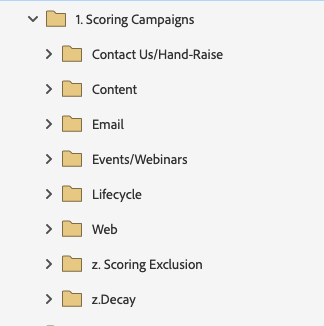 1. Scoring Campaigns
Contact Us/Hand-Raise
Content
Email
Events/Webinars
Lifecycle
Web
z. Scoring Exclusion
z.Decay